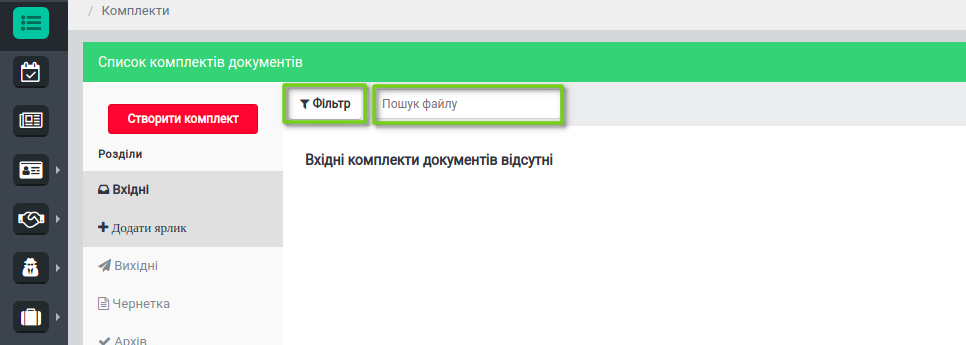 / Комплекти
Список комплектів документів
Створити комплект
Фільтр
Пошук файлу
Розділи
Вхідні комплекти документів відсутні
Вхідні
Додати ярлик
Вихідні
Чернетка
Архів